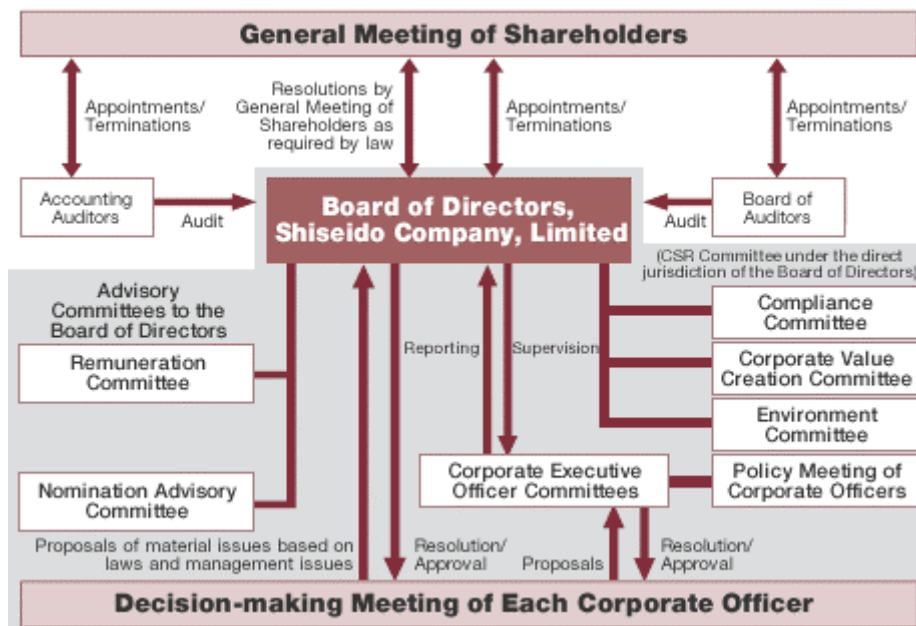 General Meeting of Shareholders
Appointments/
Terminations
Resolutions by
General Meeting of
Shareholders as
required by law
Appointments/
Terminations
Appointments/
Terminations
Accounting
Auditors
Audit
Board of Directors,
Shiseido Company, Limited
Audit
Board of
Auditors
(CSR Committee under the direct
jurisdiction of the Board of Directors)
Advisory
Committees to the
Board of Directors
Remuneration
Committee
Nomination Advisory
Committee
Reporting
Supervision
Compliance
Committee
Corporate Value
Creation Committee
Environment
Committee
Corporate Executive
Officer Committees
Policy Meeting of
Corporate Officers
Proposals of material issues based on
laws and management issues
Resolution/
Approval
Proposals
Resolution/
Approval
Decision-making Meeting of Each Corporate Officer